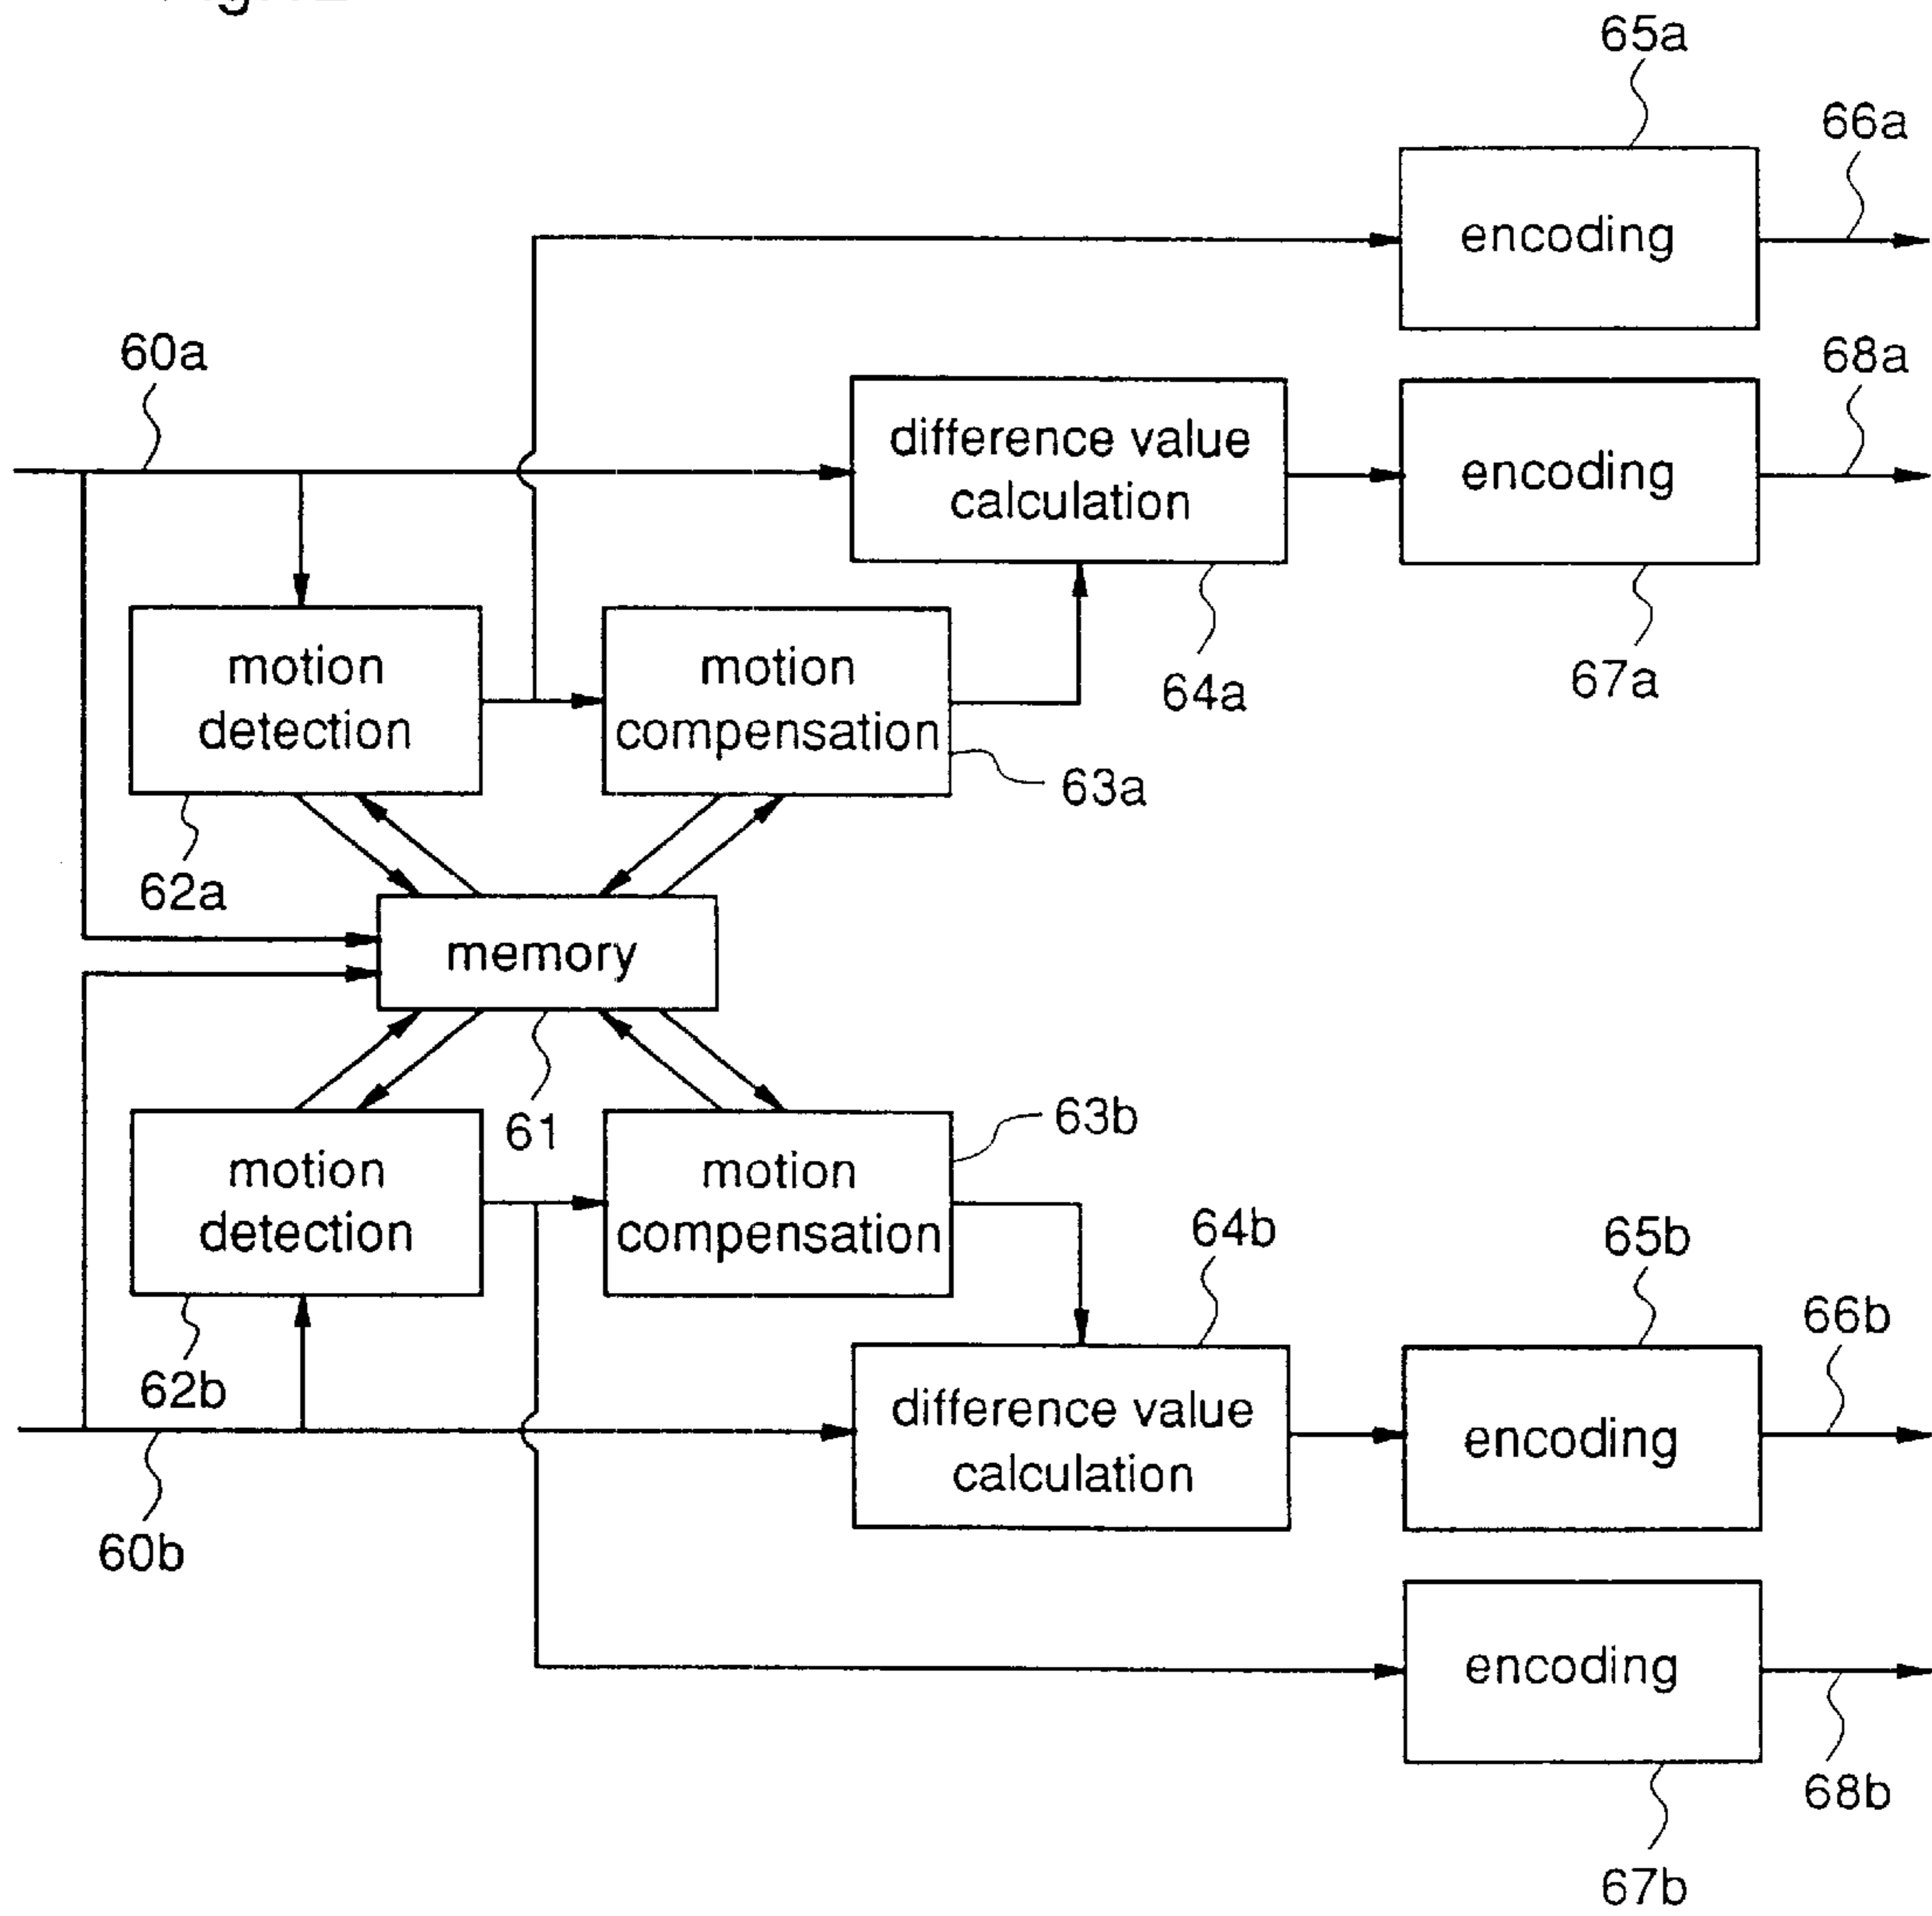 65a
66a
encoding
60a
68a
difference value
calculation
encoding
motion
detection
motion
compensation
64a
67a
63a
62a
memory
61
63b
motion
detection
motion
compensation
64b
65b
66b
62b
difference value
calculation
encoding
60b
encoding
68b
67b